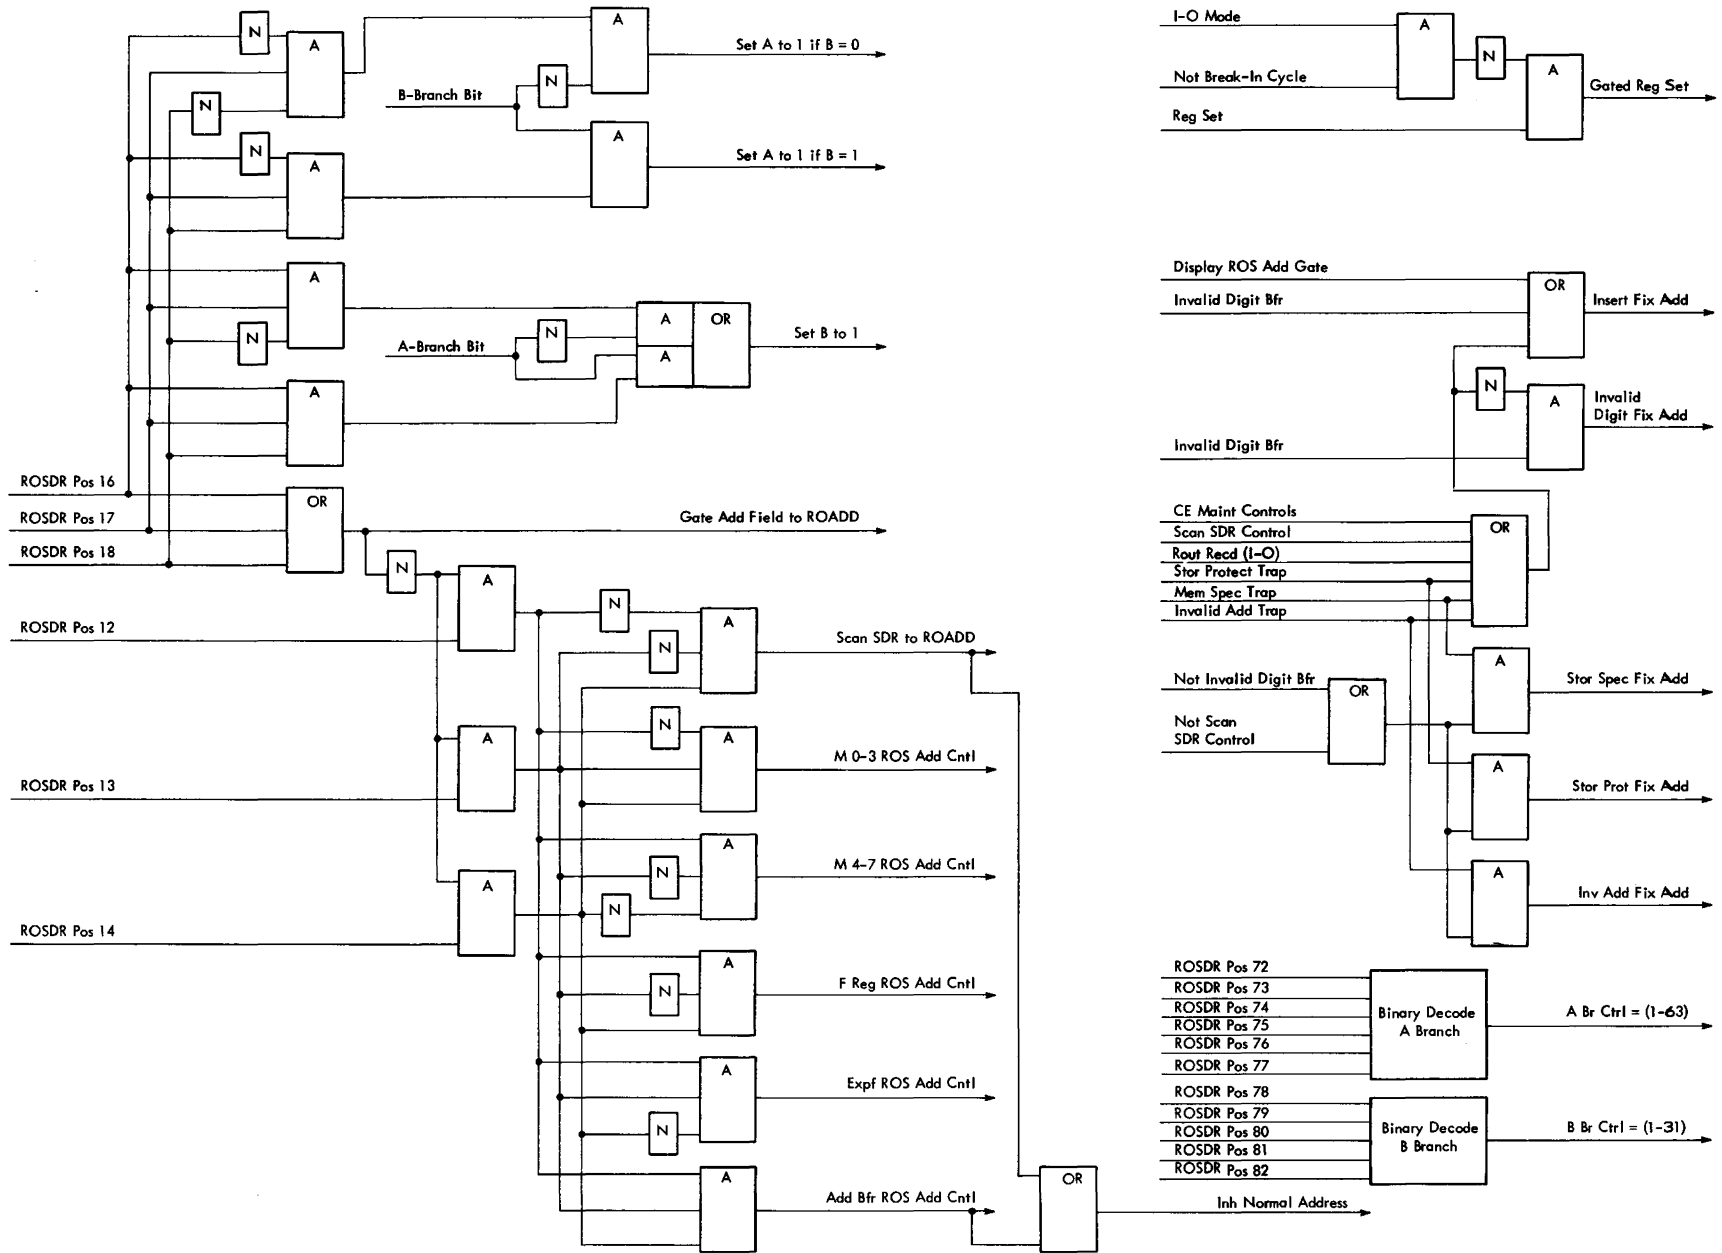 N
A
A
Set A to 1 if B = 0
N
B-Branch Bit
N
A
Set A to 1 if B = 1
N
A
A
N
A-Branch Bit
N
A
OR
A
Set B to 1
A
ROSDR Pos 16
ROSDR Pos 17
ROSDR Pos 18
OR
Gate Add Field to ROADD
N
A
ROSDR Pos 12
N
N
A
Scan SDR to ROADD
ROSDR Pos 13
A
N
A
M 0-3 ROS Add Cntl
N
A
M 4-7 ROS Add Cntl
A
N
ROSDR Pos 14
A
N
F Reg ROS Add Cntl
A
N
Expf ROS Add Cntl
A
Add Bfr ROS Add Cntl
OR
Inh Normal Address
I-O Mode
Not Break-In Cycle
Reg Set
A
N
A
Gated Reg Set
Display ROS Add Gate
Invalid Digit Bfr
OR
Insert Fix Add
N
A
Invalid
Digit Fix Add
Invalid Digit Bfr
CE Maint Controls
Scan SDR Control
Rout Recd (I-O)
Stor Protect Trap
Mem Spec Trap
Invalid Add Trap
OR
Not Invalid Digit Bfr
Not Scan
SDR Control
OR
A
Stor Spec Fix Add
A
Stor Prot Fix Add
A
Inv Add Fix Add
ROSDR Pos 72
ROSDR Pos 73
ROSDR Pos 74
ROSDR Pos 75
ROSDR Pos 76
ROSDR Pos 77
Binary Decode
A Branch
A Br Ctrl = (1-63)
ROSDR Pos 78
ROSDR Pos 79
ROSDR Pos 80
ROSDR Pos 81
ROSDR Pos 82
Binary Decode
B Branch
B Br Ctrl = (1-31)